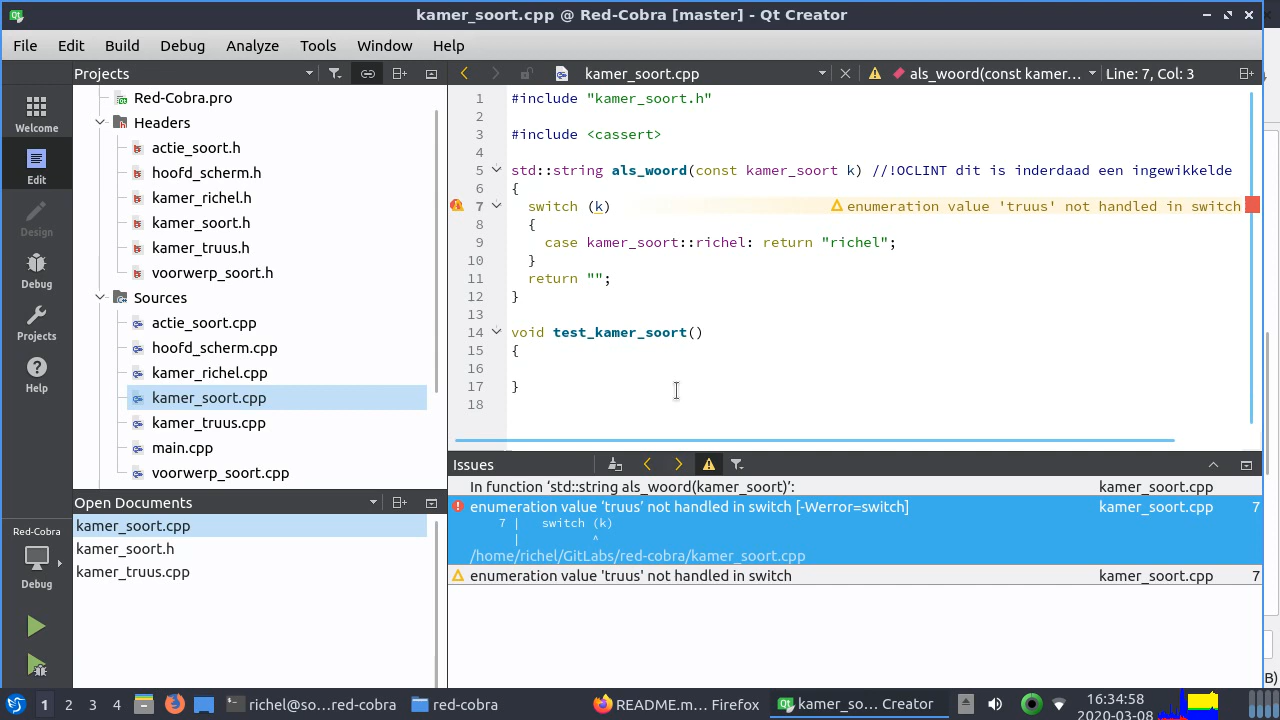 kamer_soort.cpp @ Red-Cobra [master] - Qt Creator
File Edit Build Debug Analyze Tools Window Help
Projects
kamer_soort.cpp
als_woord(const kamer... Line: 7, Col: 3
Welcome
Edit
Design
Debug
Projects
Help
Red-Cobra
Debug
Red-Cobra.pro
Headers
actie_soort.h
hoofd_scherm.h
kamer_richel.h
kamer_soort.h
kamer_truus.h
voorwerp_soort.h
Sources
actie_soort.cpp
hoofd_scherm.cpp
kamer_richel.cpp
kamer_soort.cpp
kamer_truus.cpp
main.cpp
voorwerp_soort.cpp
Open Documents
kamer_soort.cpp
kamer_soort.h
kamer_truus.cpp
1 #include "kamer_soort.h"
2
3 #include <cassert>
4
5 std::string als_woord(const kamer_soort k) //!OCLINT dit is inderdaad een ingewikkelde
6 {
7 switch (k) enumeration value 'truus' not handled in switch
8 {
9 case kamer_soort::richel: return "richel";
10 }
11 return "";
12 }
13
14 void test_kamer_soort()
15 {
16
17 }
18
Issues
In function ‘std::string als_woord(kamer_soort)’: kamer_soort.cpp
enumeration value ‘truus’ not handled in switch [-Werror=switch] kamer_soort.cpp 7
7 | switch (k)
| ^
/home/richel/GitLabs/red-cobra/kamer_soort.cpp
enumeration value 'truus' not handled in switch kamer_soort.cpp 7
1 2 3 4 richel@so...red-cobra red-cobra README.m... Firefox kamer_so... Creator
16:34:58
2020-03-08
B)